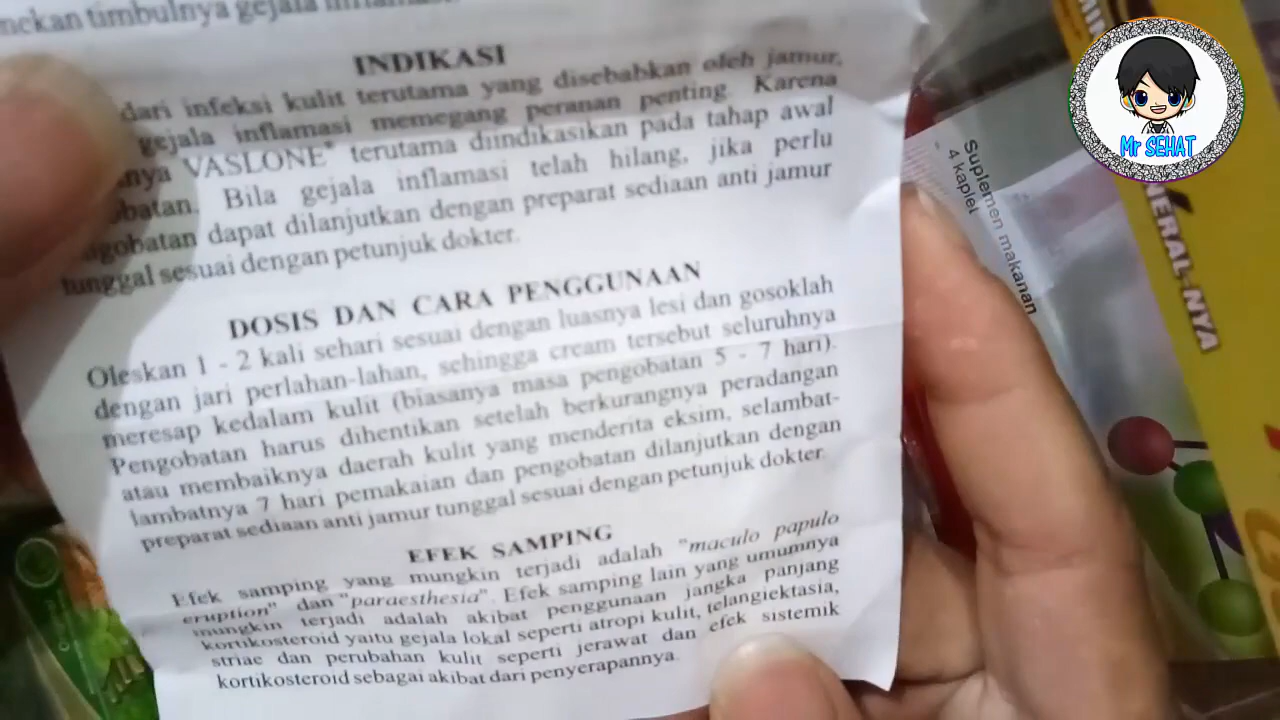 mekan timbulnya gejala inflamasi.
INDIKASI
dari infeksi kulit terutama yang disebabkan oleh jamur,
gejala inflamasi memegang peranan penting. Karena
nya VASLONE® terutama diindikasikan pada tahap awal
batan. Bila gejala inflamasi telah hilang, jika perlu
ngobatan dapat dilanjutkan dengan preparat sediaan anti jamur
tunggal sesuai dengan petunjuk dokter.
DOSIS DAN CARA PENGGUNAAN
Oleskan 1 - 2 kali sehari sesuai dengan luasnya lesi dan gosoklah
dengan jari perlahan-lahan, sehingga cream tersebut seluruhnya
meresap kedalam kulit (biasanya masa pengobatan 5 - 7 hari).
Pengobatan harus dihentikan setelah berkurangnya peradangan
atau membaiknya daerah kulit yang menderita eksim, selambat-
lambatnya 7 hari pemakaian dan pengobatan dilanjutkan dengan
preparat sediaan anti jamur tunggal sesuai dengan petunjuk dokter.
EFEK SAMPING
Efek samping yang mungkin terjadi adalah "maculo papulo
eruption" dan "paraesthesia". Efek samping lain yang umumnya
mungkin terjadi adalah akibat penggunaan jangka panjang
kortikosteroid yaitu gejala lokal seperti atropi kulit, telangiektasia,
striae dan perubahan kulit seperti jerawat dan efek sistemik
kortikosteroid sebagai akibat dari penyerapannya.
Suplemen makanan
4 kaplet
MINERAL-NYA
Mr SEHAT